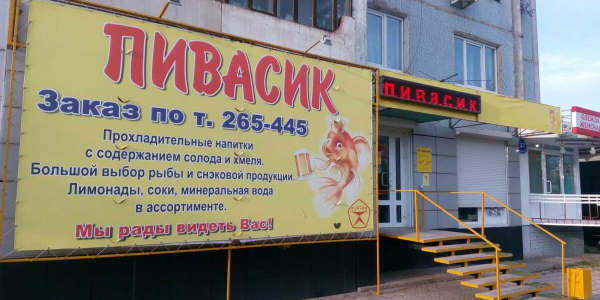 ПИВАСИК
Заказ по т. 265-445
Прохладительные напитки
с содержанием солода и хмеля.
Большой выбор рыбы и снэковой продукции.
Лимонады, соки, минеральная вода
в ассортименте.
Мы рады видеть Вас!
ПИВАСИК